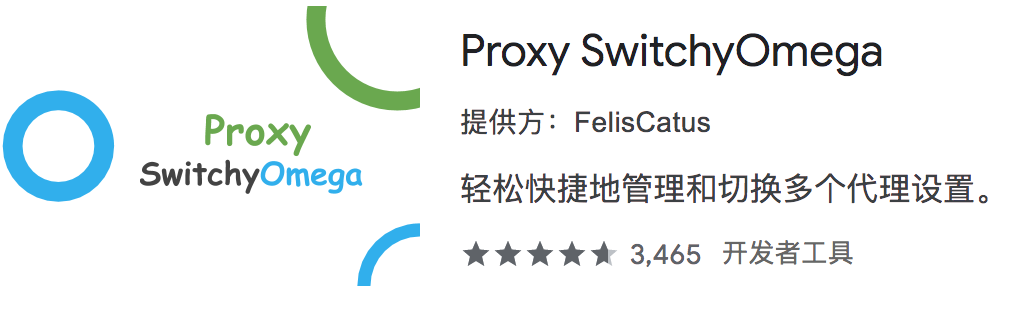 Proxy
SwitchyOmega
Proxy SwitchyOmega
提供方：FelisCatus
轻松快捷地管理和切换多个代理设置。
3,465 开发者工具